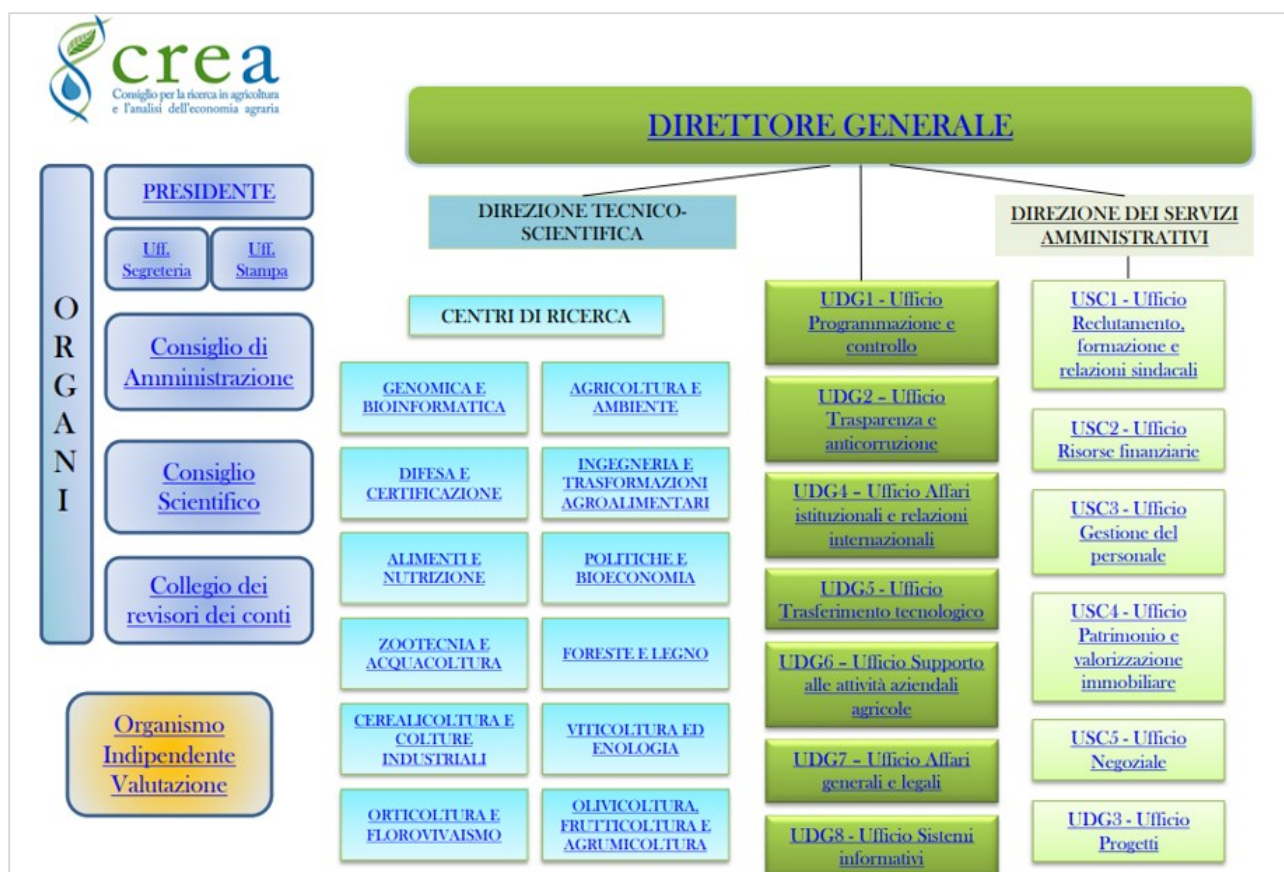 crea
Consiglio per la ricerca in agricoltura
e l'analisi dell'economia agraria
DIRETTORE GENERALE
ORGANI
PRESIDENTE
Uff.
Segreteria
Uff.
Stampa
Consiglio di
Amministrazione
Consiglio
Scientifico
Collegio dei
revisori dei conti
Organismo
Indipendente
Valutazione
DIREZIONE TECNICO-
SCIENTIFICA
CENTRI DI RICERCA
GENOMICA E
BIOINFORMATICA
AGRICOLTURA E
AMBIENTE
DIFESA E
CERTIFICAZIONE
INGEGNERIA E
TRASFORMAZIONI
AGROALIMENTARI
ALIMENTI E
NUTRIZIONE
POLITICHE E
BIOECONOMIA
ZOOTECNIA E
ACQUACOLTURA
FORESTE E LEGNO
CEREALICOLTURA E
COLTURE
INDUSTRIALI
VITICOLTURA ED
ENOLOGIA
ORTICOLTURA E
FLOROVIVAISMO
OLIVICOLTURA,
FRUTTICOLTURA E
AGRUMICOLTURA
UDG1 - Ufficio
Programmazione e
controllo
UDG2 – Ufficio
Trasparenza e
anticorruzione
UDG4 – Ufficio Affari
istituzionali e relazioni
internazionali
UDG5 - Ufficio
Trasferimento tecnologico
UDG6 – Ufficio Supporto
alle attività aziendali
agricole
UDG7 – Ufficio Affari
generali e legali
UDG8 - Ufficio Sistemi
informativi
DIREZIONE DEI SERVIZI
AMMINISTRATIVI
USC1 - Ufficio
Reclutamento,
formazione e
relazioni sindacali
USC2 - Ufficio
Risorse finanziarie
USC3 - Ufficio
Gestione del
personale
USC4 - Ufficio
Patrimonio e
valorizzazione
immobiliare
USC5 - Ufficio
Negoziale
UDG3 - Ufficio
Progetti